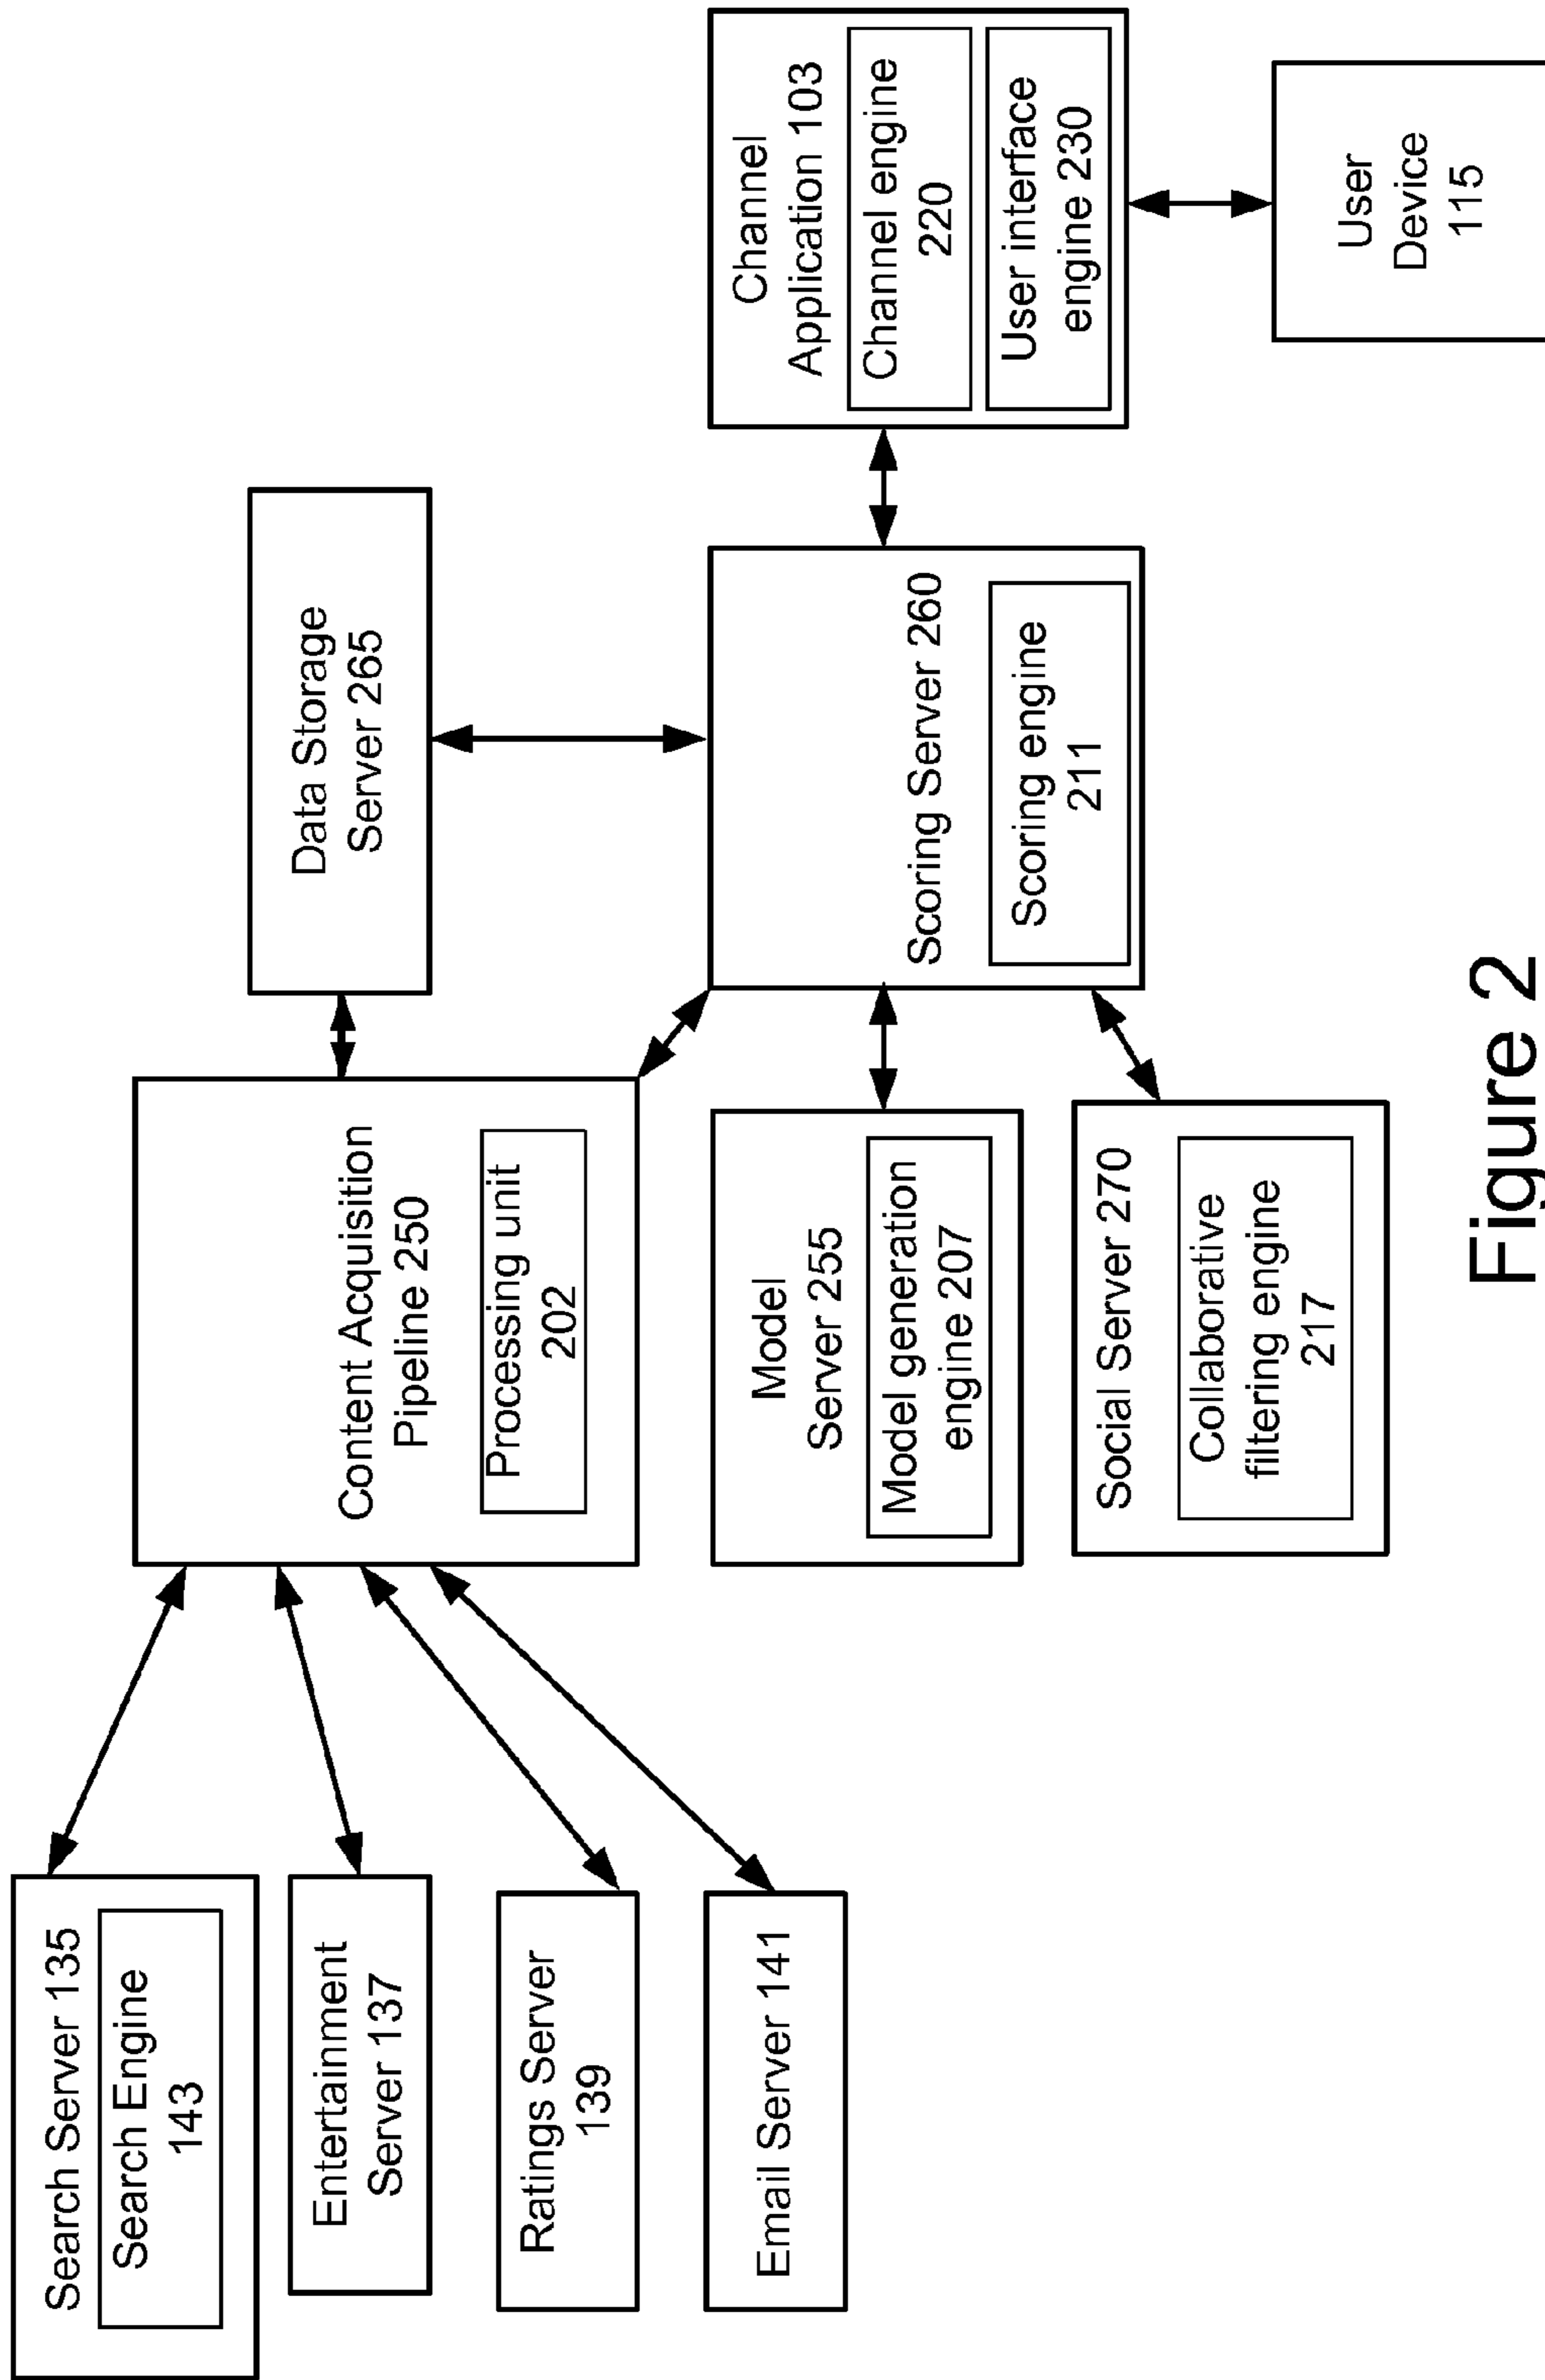 Search Server 135
Search Engine
143
Entertainment
Server 137
Ratings Server
139
Email Server 141
Content Acquisition
Pipeline 250
Processing unit
202
Model
Server 255
Model generation
engine 207
Social Server 270
Collaborative
filtering engine
217
Data Storage
Server 265
Scoring Server 260
Scoring engine
211
Channel
Application 103
Channel engine
220
User interface
engine 230
User
Device
115
Figure 2